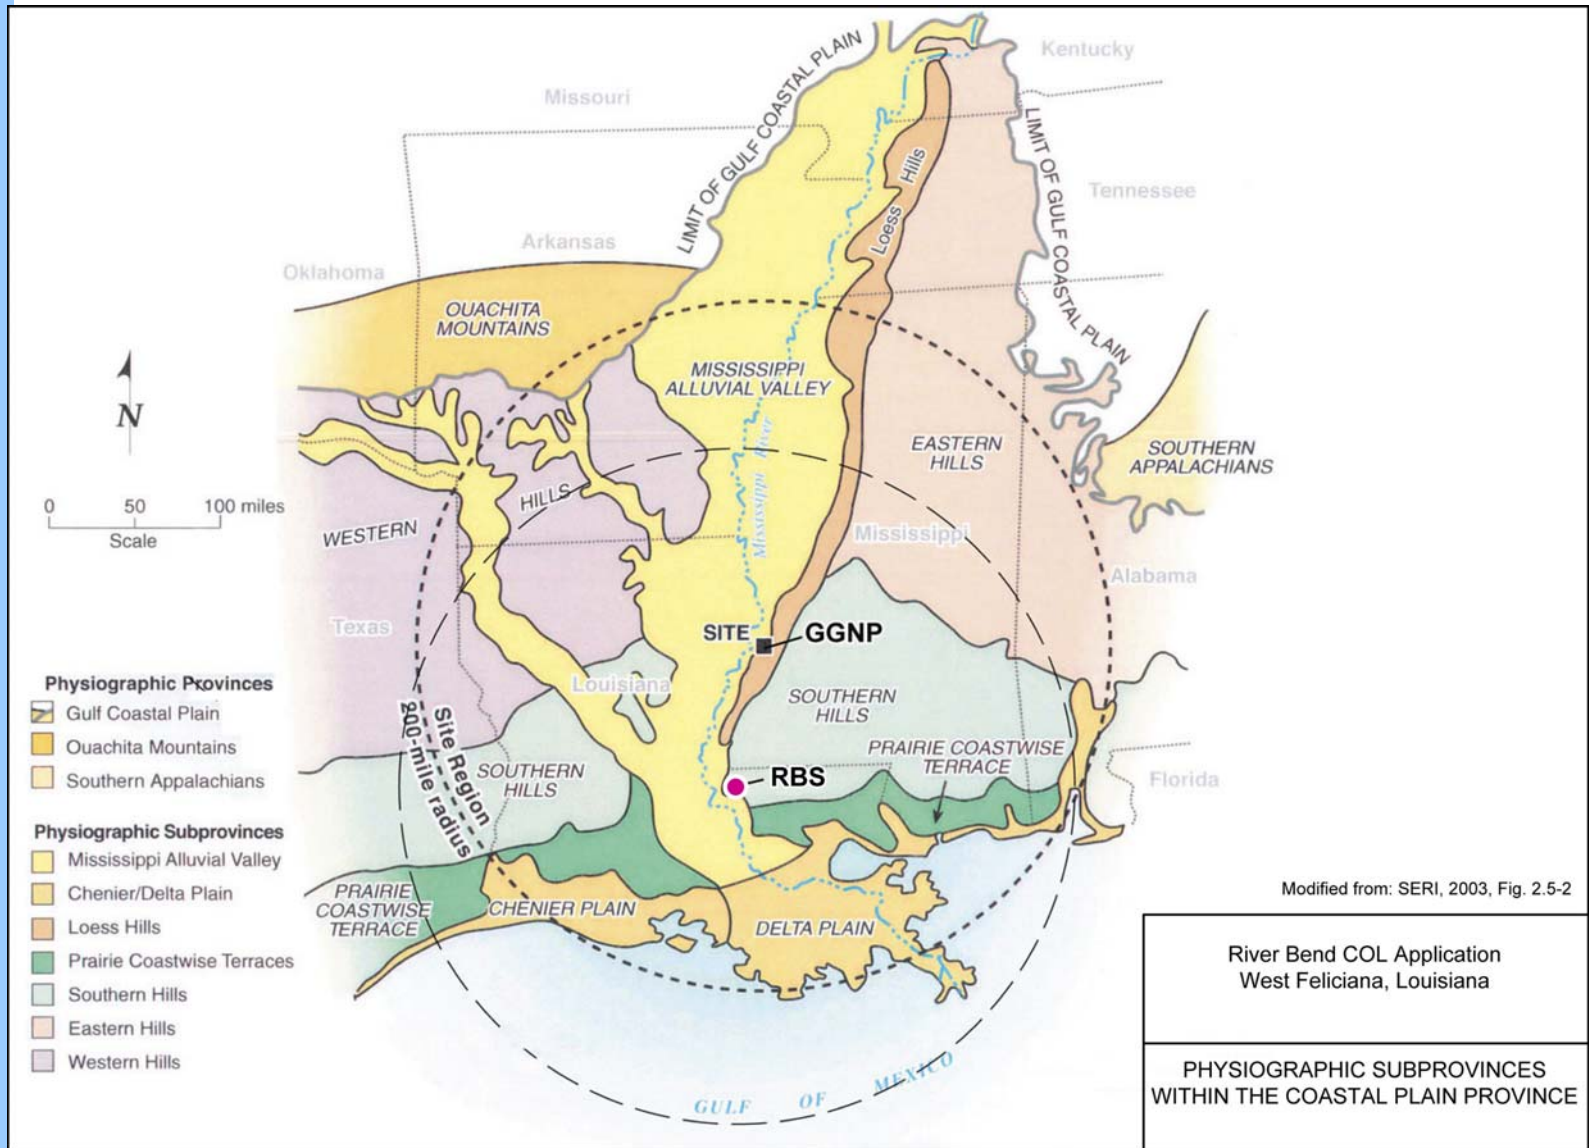 Kentucky
Missouri
LIMIT OF GULF COASTAL PLAIN
LIMIT OF GULF COASTAL PLAIN
Loess Hills
Tennessee
Arkansas
Oklahoma
OUACHITA
MOUNTAINS
MISSISSIPPI
ALLUVIAL VALLEY
N
EASTERN
HILLS
SOUTHERN
APPALACHIANS
Mississippi River
HILLS
0 50 100 miles
Scale
WESTERN
Mississippi
Alabama
Texas
SITE
GGNP
Louisiana
SOUTHERN
HILLS
Physiographic Provinces
Gulf Coastal Plain
Ouachita Mountains
Southern Appalachians
Site Region
200-mile radius
SOUTHERN
HILLS
PRAIRIE COASTWISE
TERRACE
RBS
Florida
Physiographic Subprovinces
Mississippi Alluvial Valley
Chenier/Delta Plain
Loess Hills
Prairie Coastwise Terraces
Southern Hills
Eastern Hills
Western Hills
PRAIRIE
COASTWISE
TERRACE
CHENIER PLAIN
DELTA PLAIN
GULF OF MEXICO
Modified from: SERI, 2003, Fig. 2.5-2
River Bend COL Application
West Feliciana, Louisiana
PHYSIOGRAPHIC SUBPROVINCES
WITHIN THE COASTAL PLAIN PROVINCE